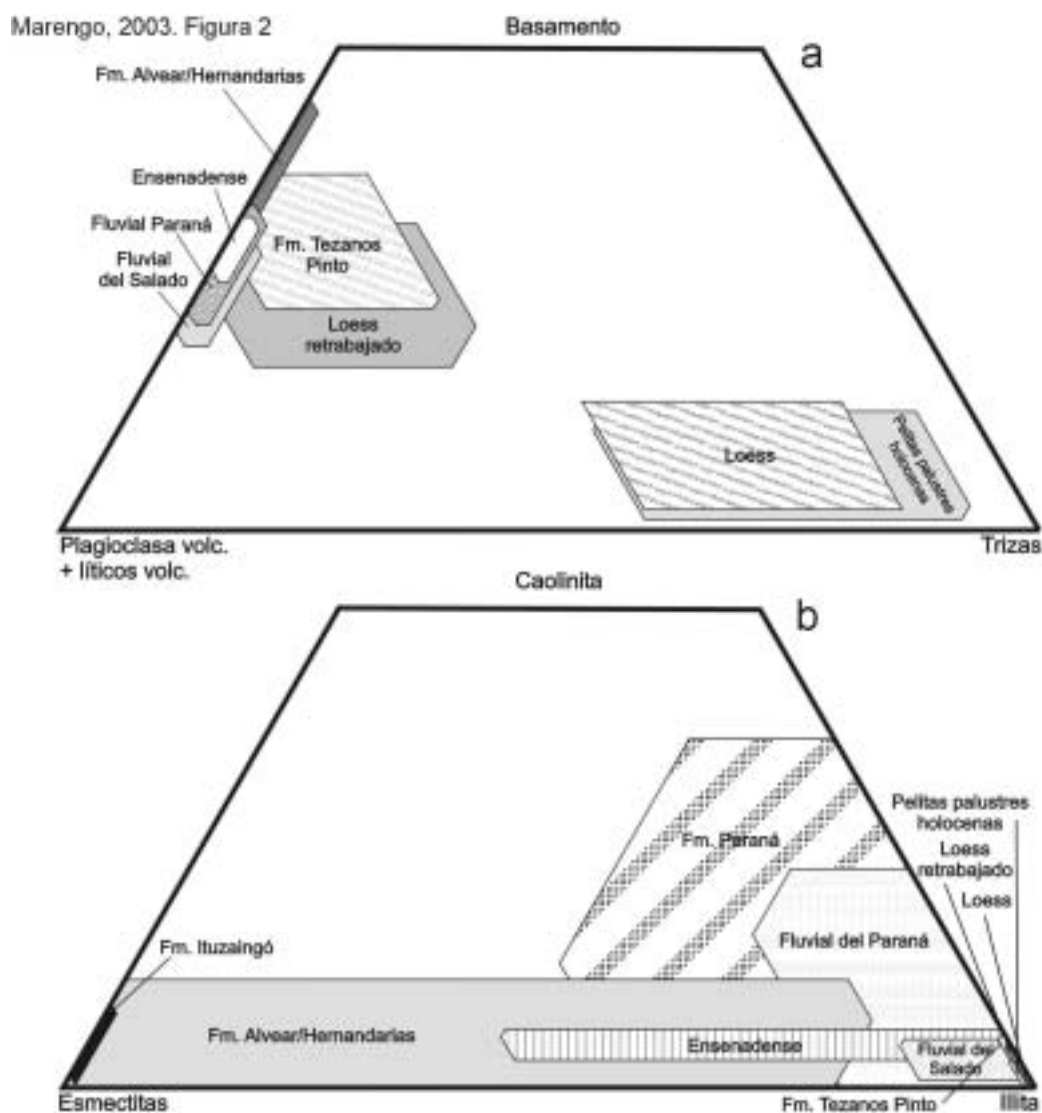 Marengo, 2003. Figura 2
Basamento
a
Fm. Alvear/Hernandarias
Ensenadense
Fluvial Paraná
Fluvial
del Salado
Fm. Tezanos
Pinto
Loess
retrabajado
Loess
Pelitas palustres
holocenas
Plagioclasa volc.
+ líticos volc.
Trizas
Caolinita
b
Pelitas palustres
holocenas
Loess
retrabajado
Loess
Fm. Paraná
Fluvial del Paraná
Fm. Ituzaingó
Fm. Alvear/Hernandarias
Ensenadense
Fluvial del
Salado
Esmectitas
Fm. Tezanos Pinto
Illita